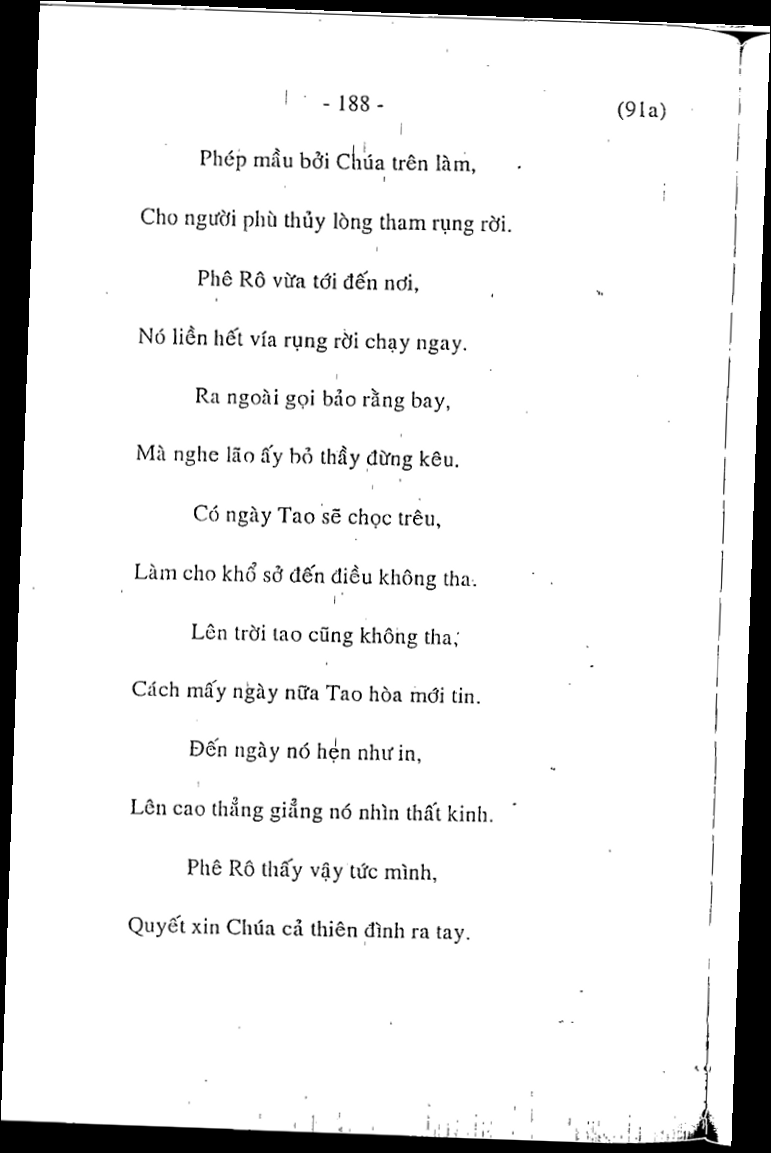 - 188 - (91a)
Phép mầu bởi Chúa trên làm,
Cho người phù thủy lòng tham rụng rời.
Phê Rô vừa tới đến nơi,
Nó liền hết vía rụng rời chạy ngay.
Ra ngoài gọi bảo rằng bay,
Mà nghe lão ấy bỏ thầy đừng kêu.
Có ngày Tao sẽ chọc trêu,
Làm cho khổ sở đến điều không tha.
Lên trời tao cũng không tha,
Cách mấy ngày nữa Tao hòa mới tin.
Đến ngày nó hẹn như in,
Lên cao thẳng giẳng nó nhìn thất kinh.
Phê Rô thấy vậy tức mình,
Quyết xin Chúa cả thiên đình ra tay.